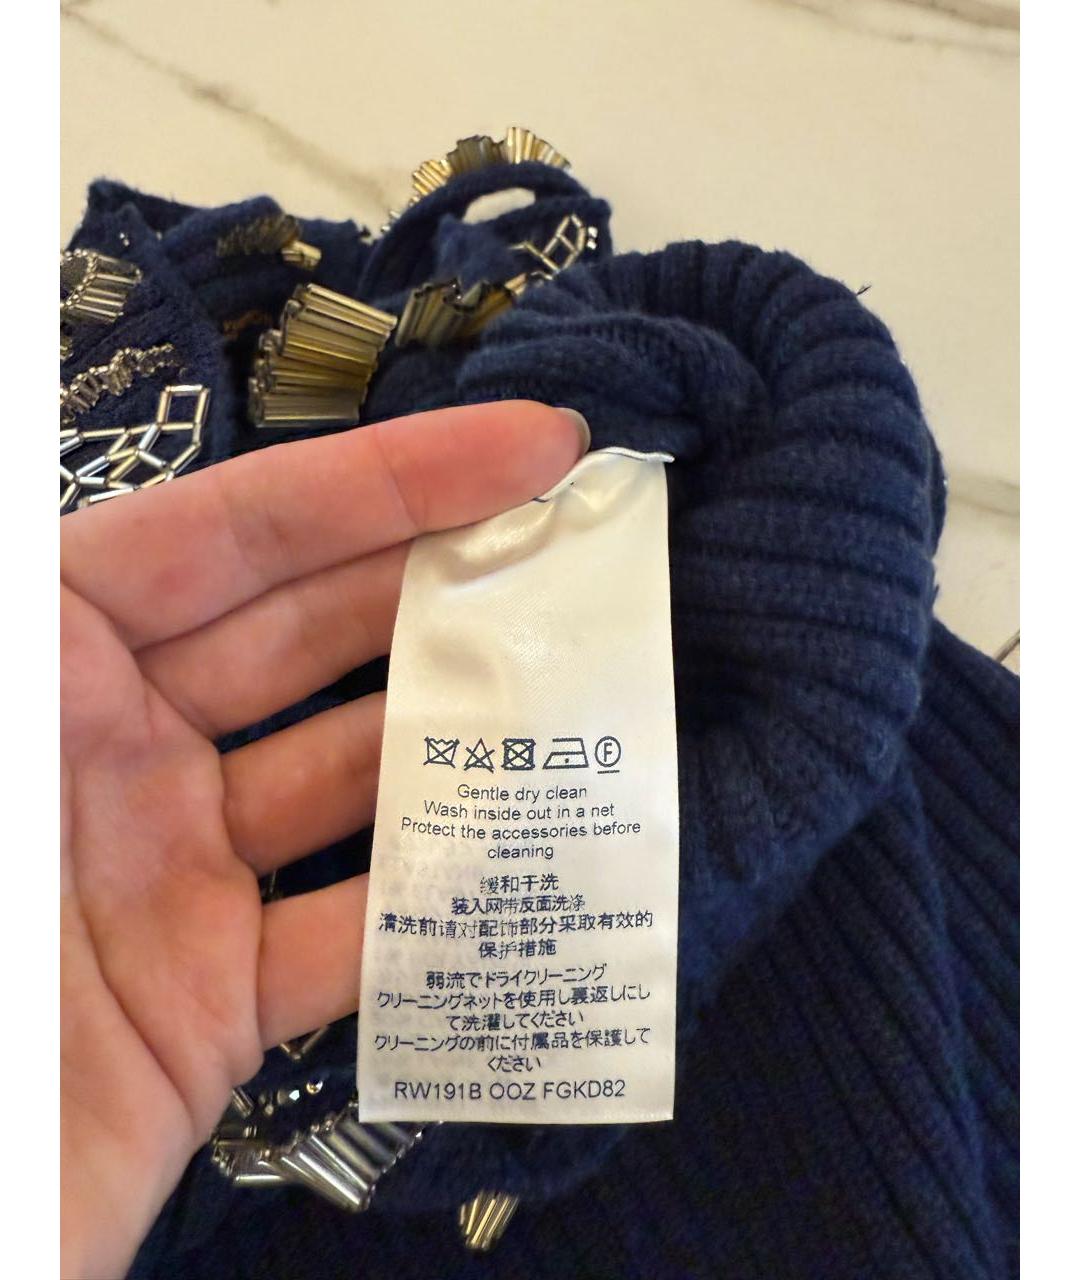 F
Gentle dry clean
Wash inside out in a net
Protect the accessories before
cleaning
缓和干洗
装入网带反面洗涤
清洗前请对配饰部分采取有效的
保护措施
弱流でドライクリーニング
クリーニングネットを使用し裏返しにし
て洗濯してください
クリーニングの前に付属品を保護して
ください
RW191B OOZ FGKD82